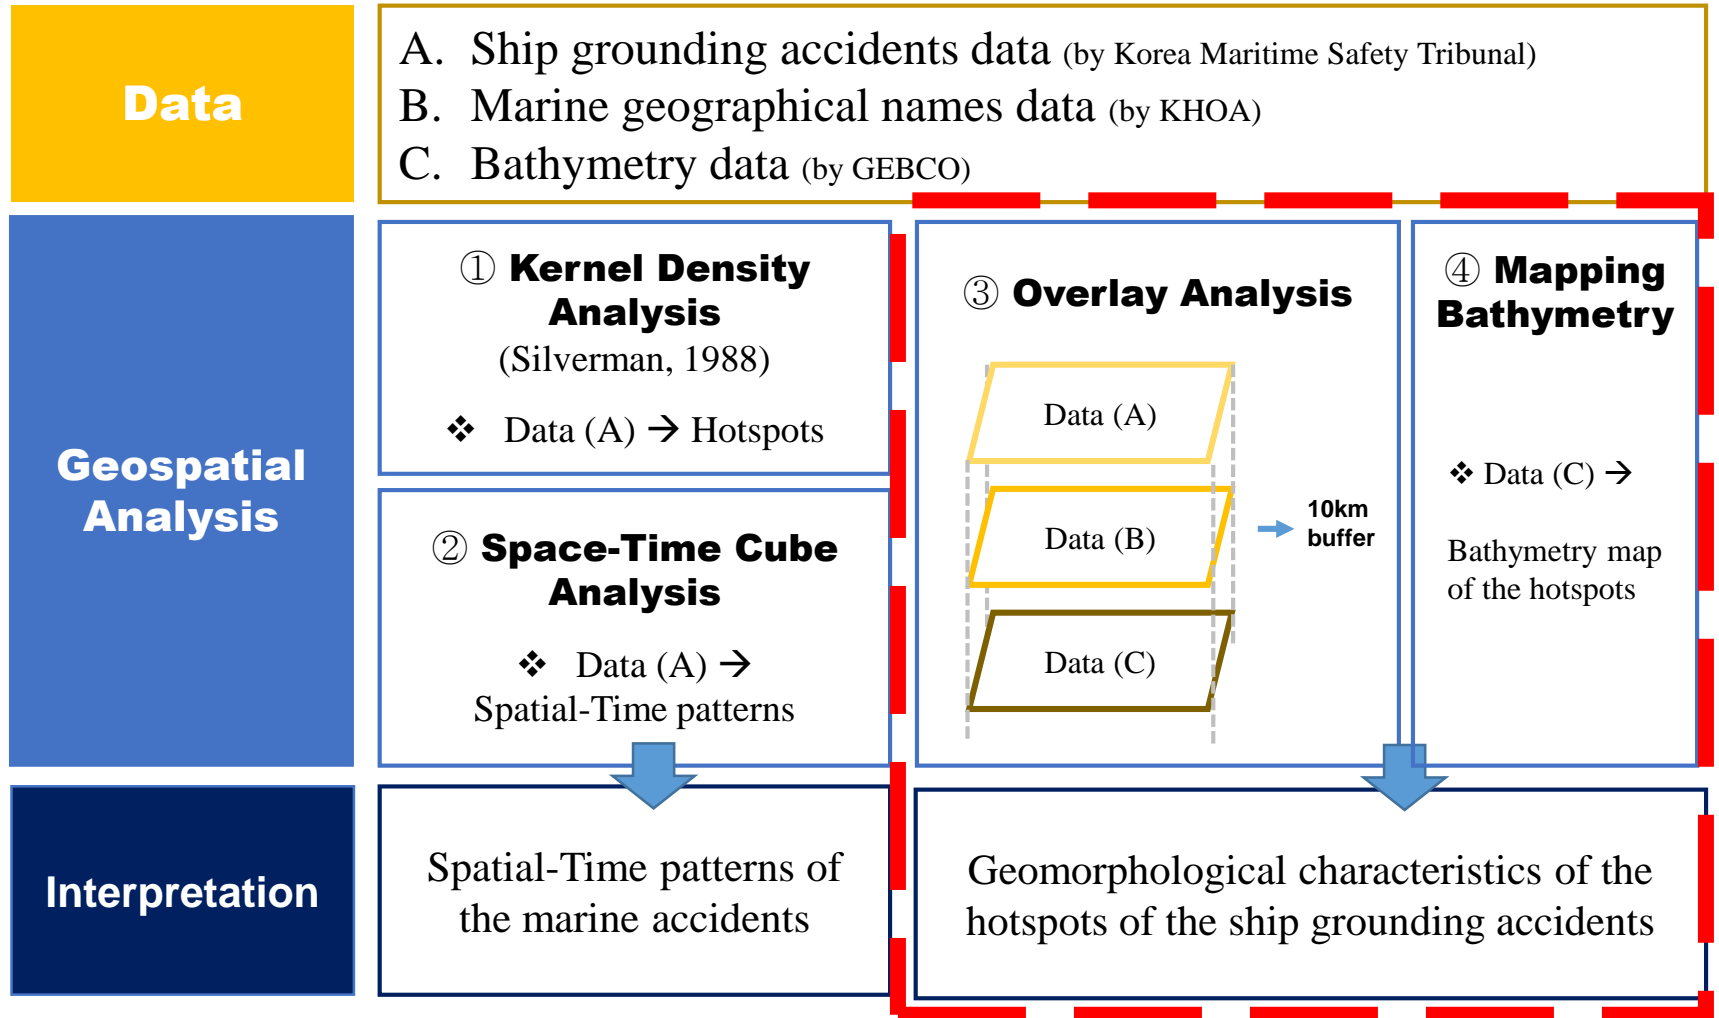 Data
A. Ship grounding accidents data (by Korea Maritime Safety Tribunal)
B. Marine geographical names data (by KHOA)
C. Bathymetry data (by GEBCO)
Geospatial
Analysis
① Kernel Density
Analysis
(Silverman, 1988)
❖ Data (A) → Hotspots
② Space-Time Cube
Analysis
❖ Data (A) →
Spatial-Time patterns
③ Overlay Analysis
Data (A)
Data (B)
Data (C)
10km
buffer
④ Mapping
Bathymetry
❖ Data (C) →
Bathymetry map
of the hotspots
Interpretation
Spatial-Time patterns of
the marine accidents
Geomorphological characteristics of the
hotspots of the ship grounding accidents